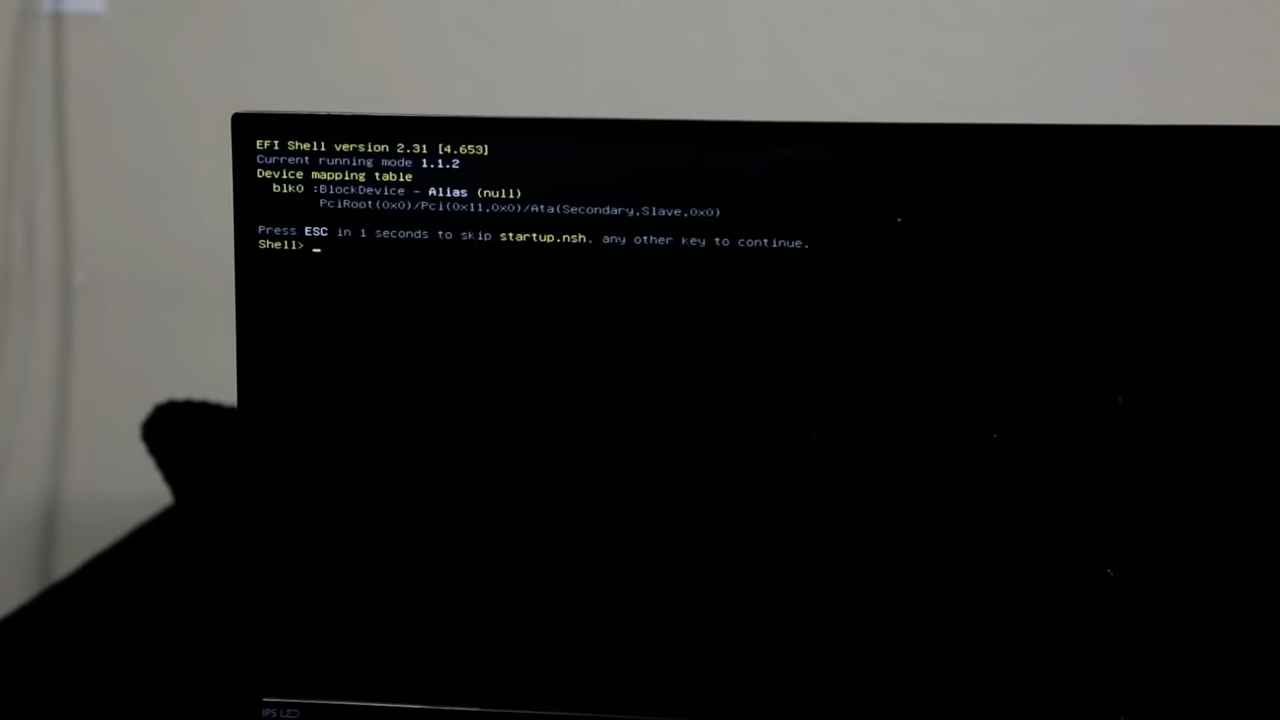 EFI Shell version 2.31 [4.653]
Current running mode 1.1.2
Device mapping table
blk0 :BlockDevice - Alias (null)
PciRoot(0x0)/Pci(0x11,0x0)/Ata(Secondary,Slave,0x0)
Press ESC in 1 seconds to skip startup.nsh, any other key to continue.
Shell> _
IPS LED